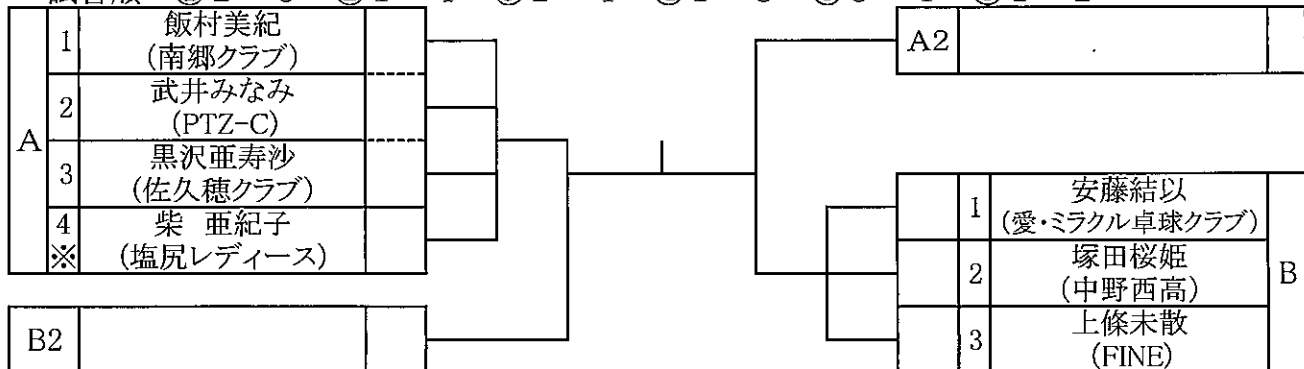 A
1
飯村美紀
(南郷クラブ)
2
武井みなみ
(PTZ-C)
3
黒沢亜寿沙
(佐久穂クラブ)
4
※
柴 亜紀子
(塩尻レディース)
B2
A2
1
安藤結以
(愛・ミラクル卓球クラブ)
2
塚田桜姫
(中野西高)
3
上條未散
(FINE)
B